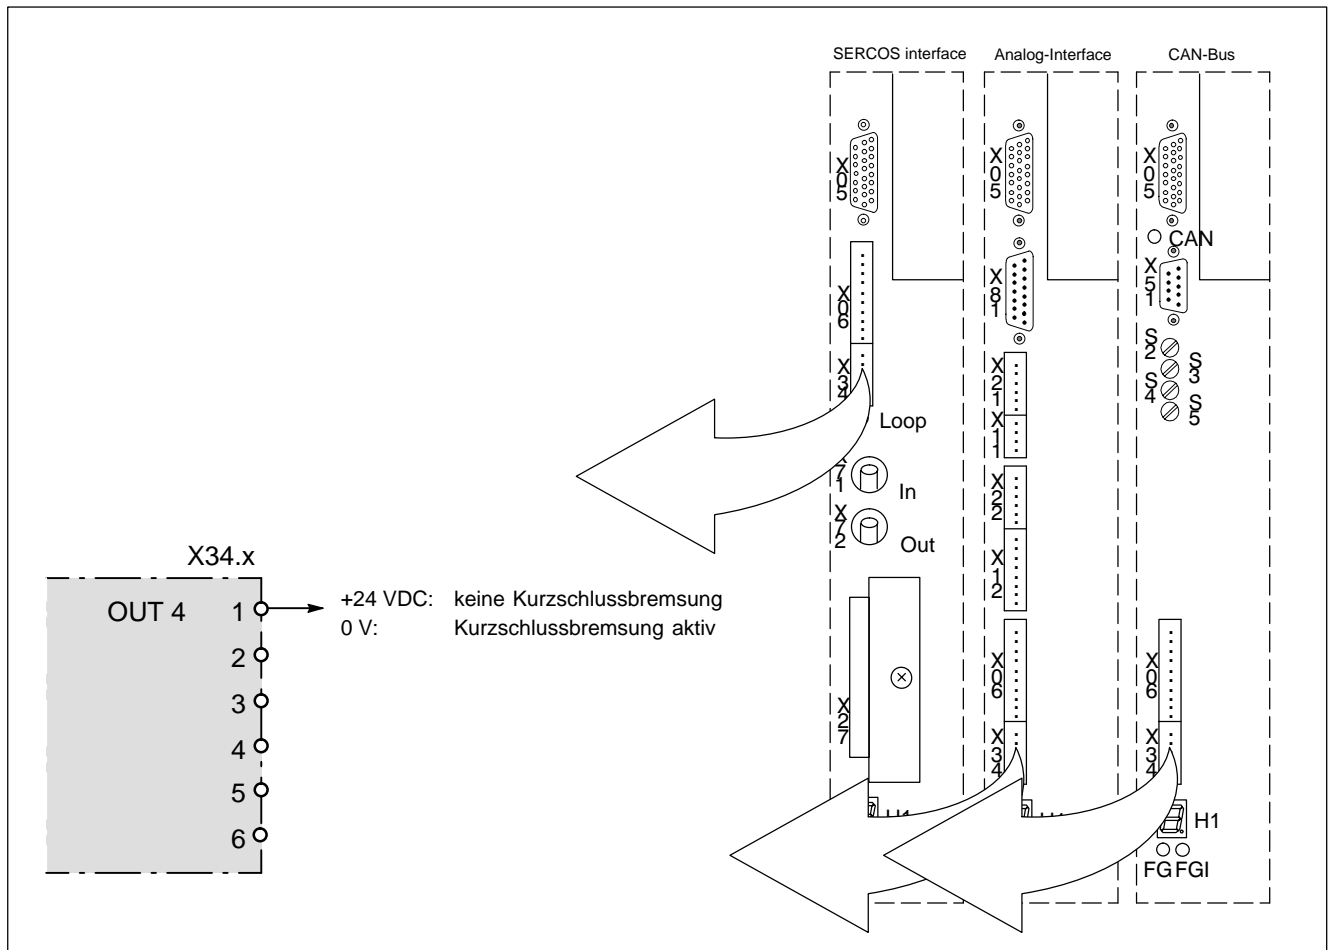 SERCOS interface
Analog-Interface
CAN-Bus
X05
X05
X05
CAN
X06
X81
X51
S2
S3
S4
S5
X34
X21
X11
Loop
X71
In
X22
X72
Out
X12
X34.x
OUT 4
1
+24 VDC: keine Kurzschlussbremsung
0 V: Kurzschlussbremsung aktiv
2
3
4
5
6
X27
X06
X06
X34
X34
H1
FG FGI